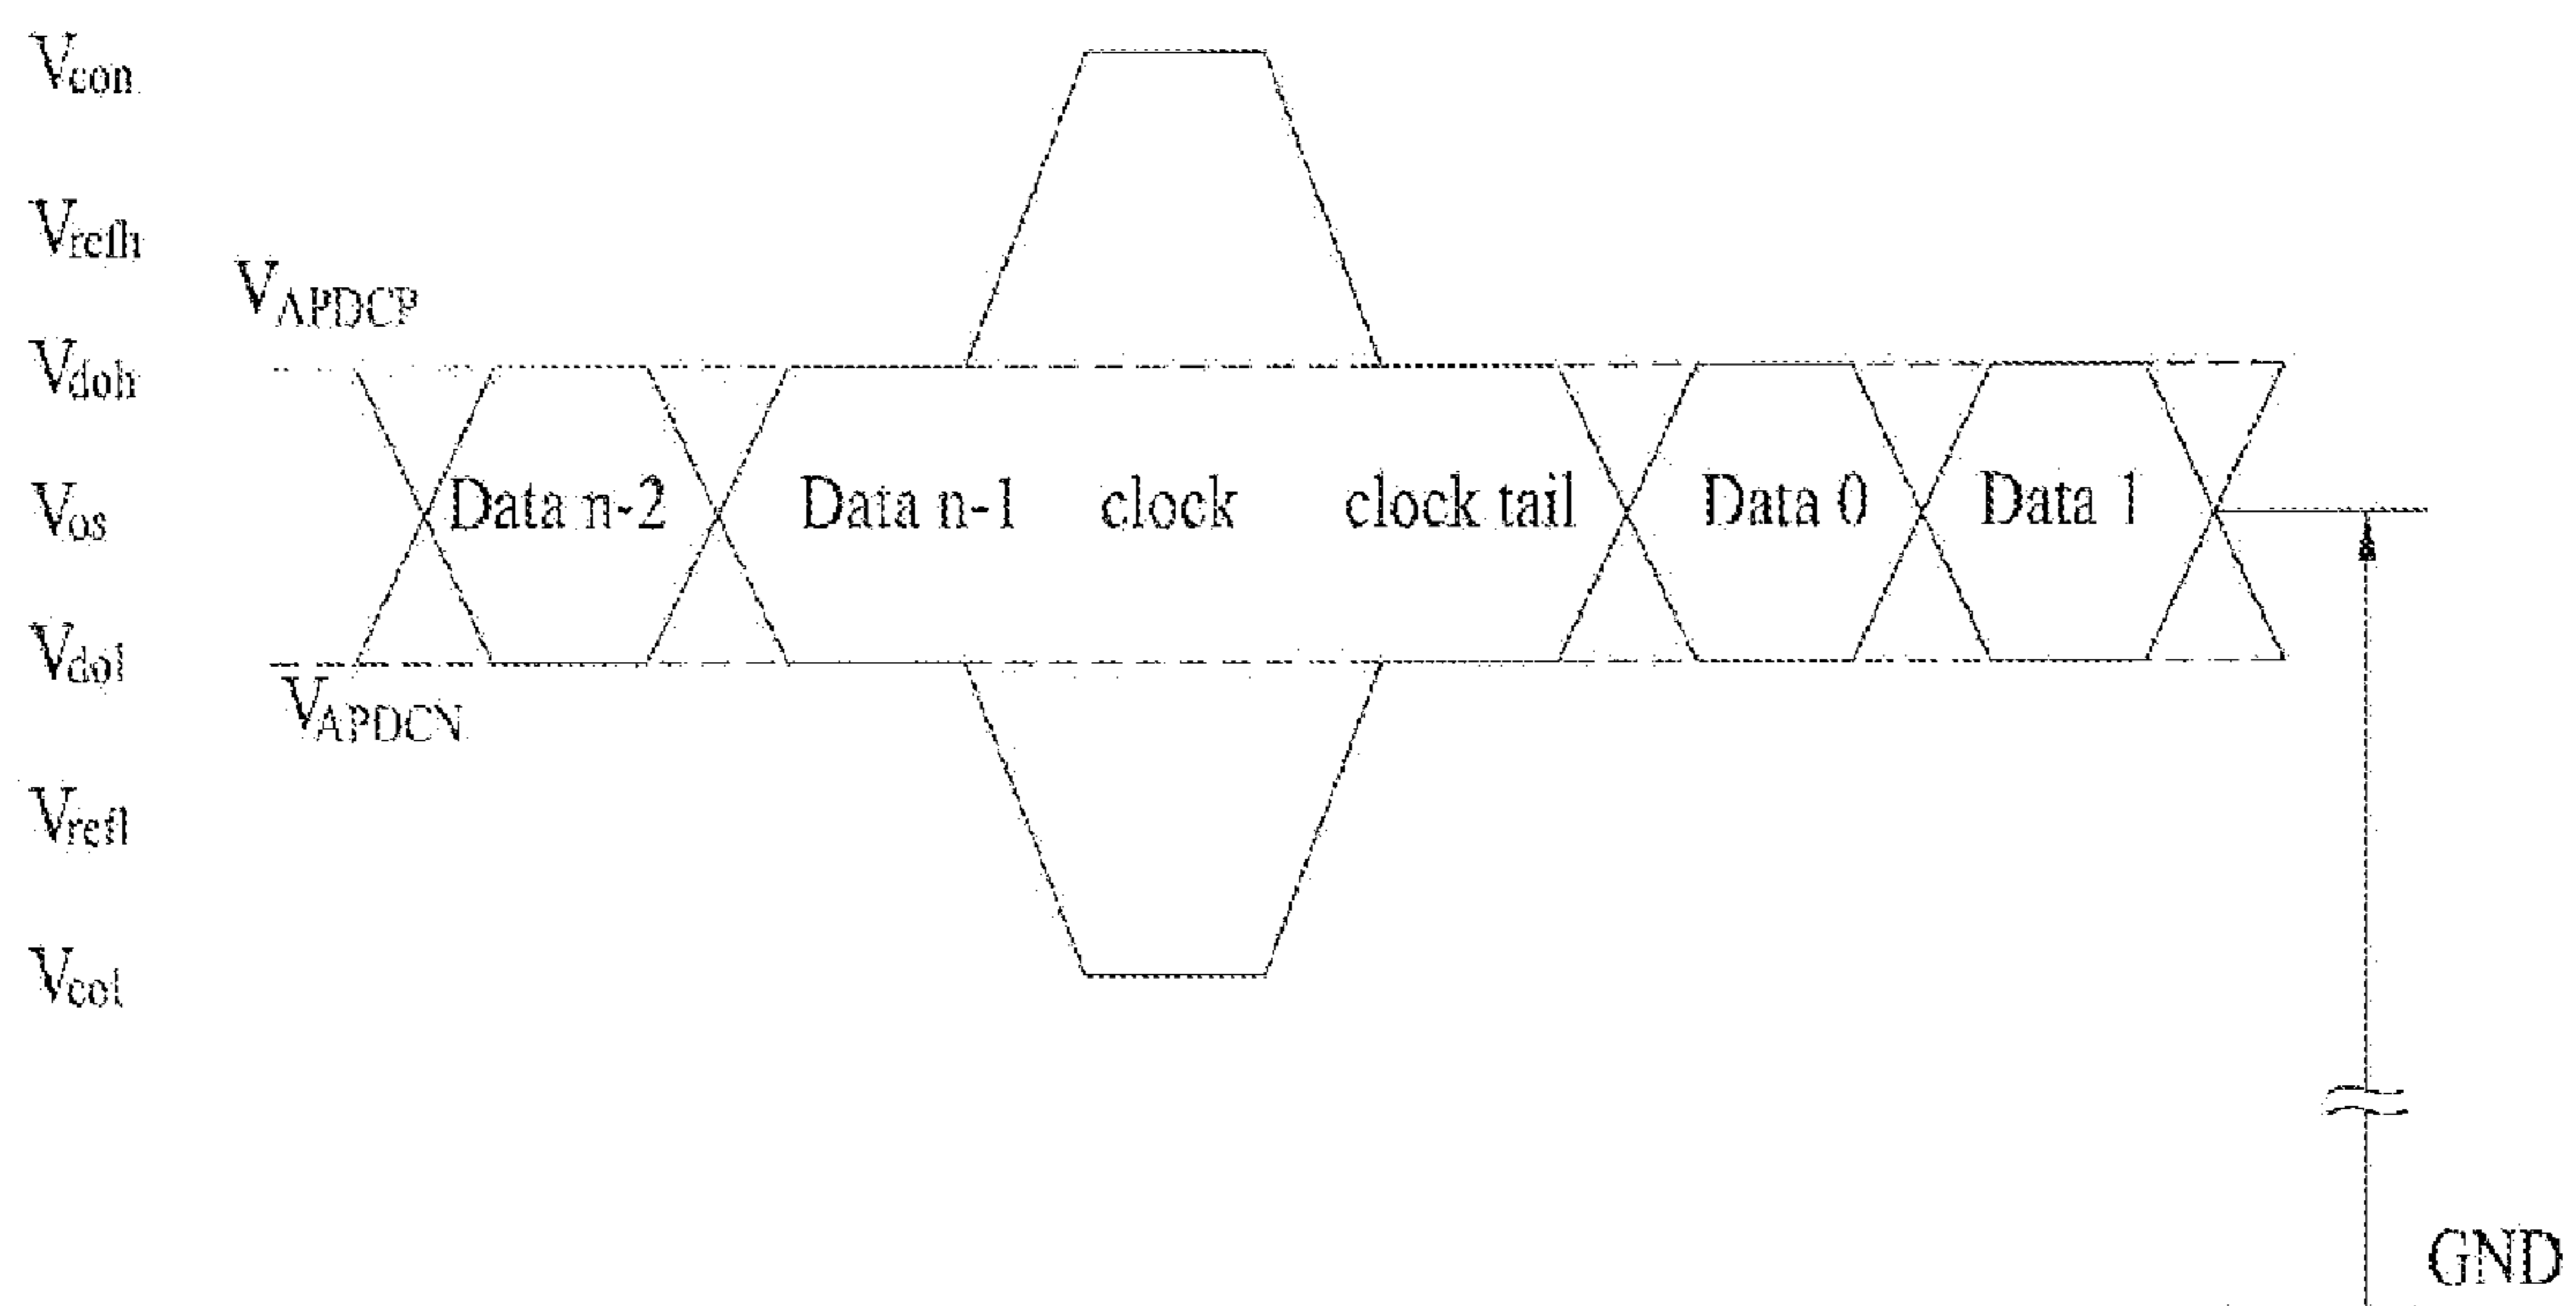 Vcon
Vrefh
VAPDCP
Vdoh
Vos
Data n-2
Data n-1
clock
clock tail
Data 0
Data 1
Vdol
VAPDCN
Vrefl
Vcol
GND